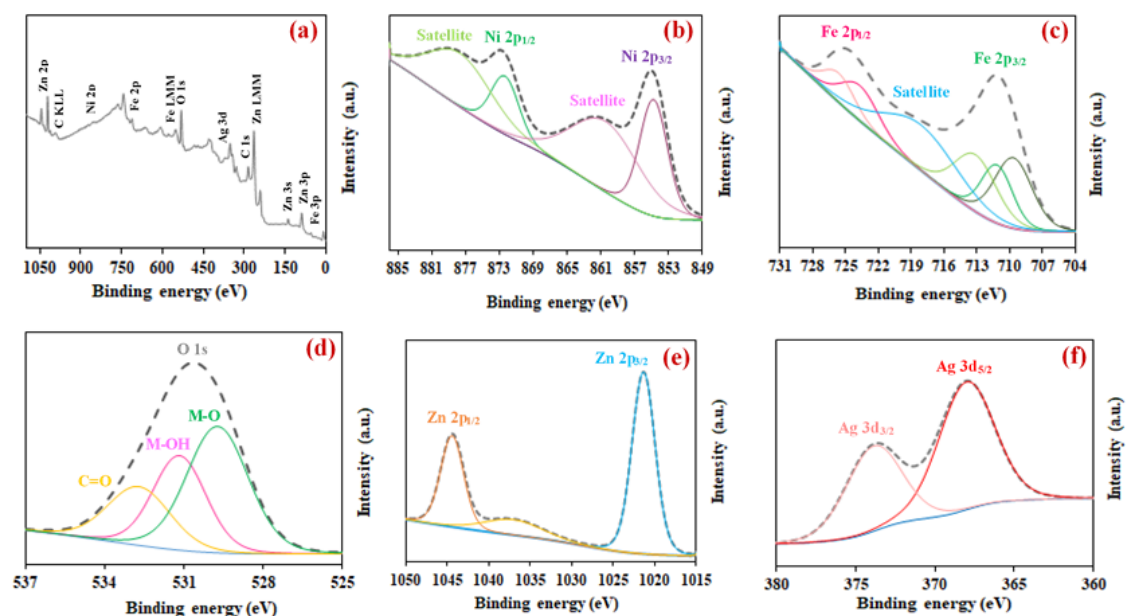 (a)
Zn 2p
C KLL
Ni 2p
Fe 2p
Fe LMM
O 1s
Ag 3d
C 1s
Zn LMM
Zn 3s
Zn 3p
Fe 3p
1050 900 750 600 450 300 150 0
Binding energy (eV)
Intensity (a.u.)
(b)
Satellite
Ni 2p1/2
Ni 2p3/2
Satellite
885 881 877 873 869 865 861 857 853 849
Binding energy (eV)
Intensity (a.u.)
(c)
Fe 2p1/2
Fe 2p3/2
Satellite
731 728 725 722 719 716 713 710 707 704
Binding energy (eV)
Intensity (a.u.)
(d)
O 1s
M-O
M-OH
C=O
537 534 531 528 525
Binding energy (eV)
Intensity (a.u.)
(e)
Zn 2p3/2
Zn 2p1/2
1050 1045 1040 1035 1030 1025 1020 1015
Binding energy (eV)
Intensity (a.u.)
(f)
Ag 3d5/2
Ag 3d3/2
380 375 370 365 360
Binding energy (eV)
Intensity (a.u.)